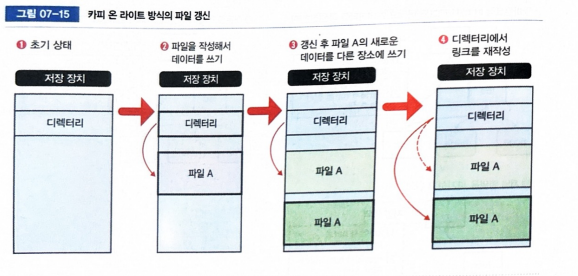 그림 07-15 카피 온 라이트 방식의 파일 갱신
❶ 초기 상태
저장 장치
디렉터리
❷ 파일을 작성해서
데이터를 쓰기
저장 장치
디렉터리
파일 A
❸ 갱신 후 파일 A의 새로운
데이터를 다른 장소에 쓰기
저장 장치
디렉터리
파일 A
파일 A
❹ 디렉터리에서
링크를 재작성
저장 장치
디렉터리
파일 A
파일 A